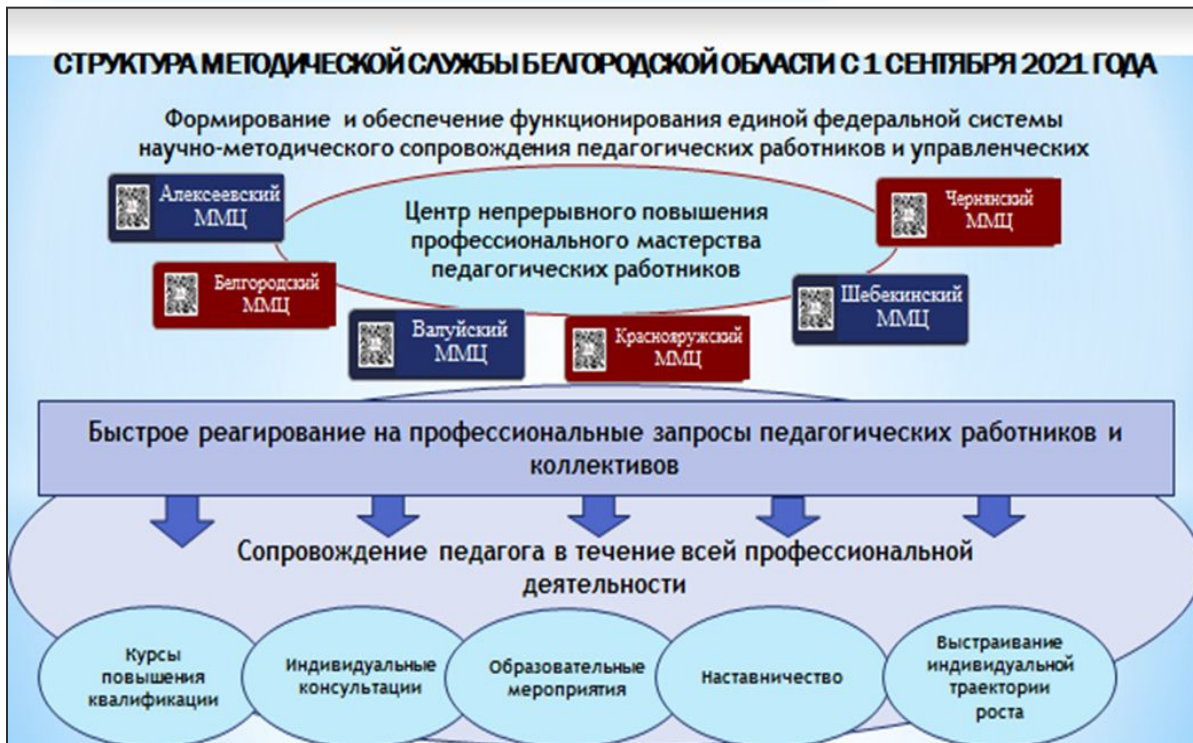 СТРУКТУРА МЕТОДИЧЕСКОЙ СЛУЖБЫ БЕЛГОРОДСКОЙ ОБЛАСТИ С 1 СЕНТЯБРЯ 2021 ГОДА
Формирование и обеспечение функционирования единой федеральной системы
научно-методического сопровождения педагогических работников и управленческих
Алексеевский
ММЦ
Центр непрерывного повышения
профессионального мастерства
педагогических работников
Чернянский
ММЦ
Белгородский
ММЦ
Валуйский
ММЦ
Краснояружский
ММЦ
Шебекинский
ММЦ
Быстрое реагирование на профессиональные запросы педагогических работников и
коллективов
Сопровождение педагога в течение всей профессиональной
деятельности
Курсы
повышения
квалификации
Индивидуальные
консультации
Образовательные
мероприятия
Наставничество
Выстраивание
индивидуальной
траектории
роста